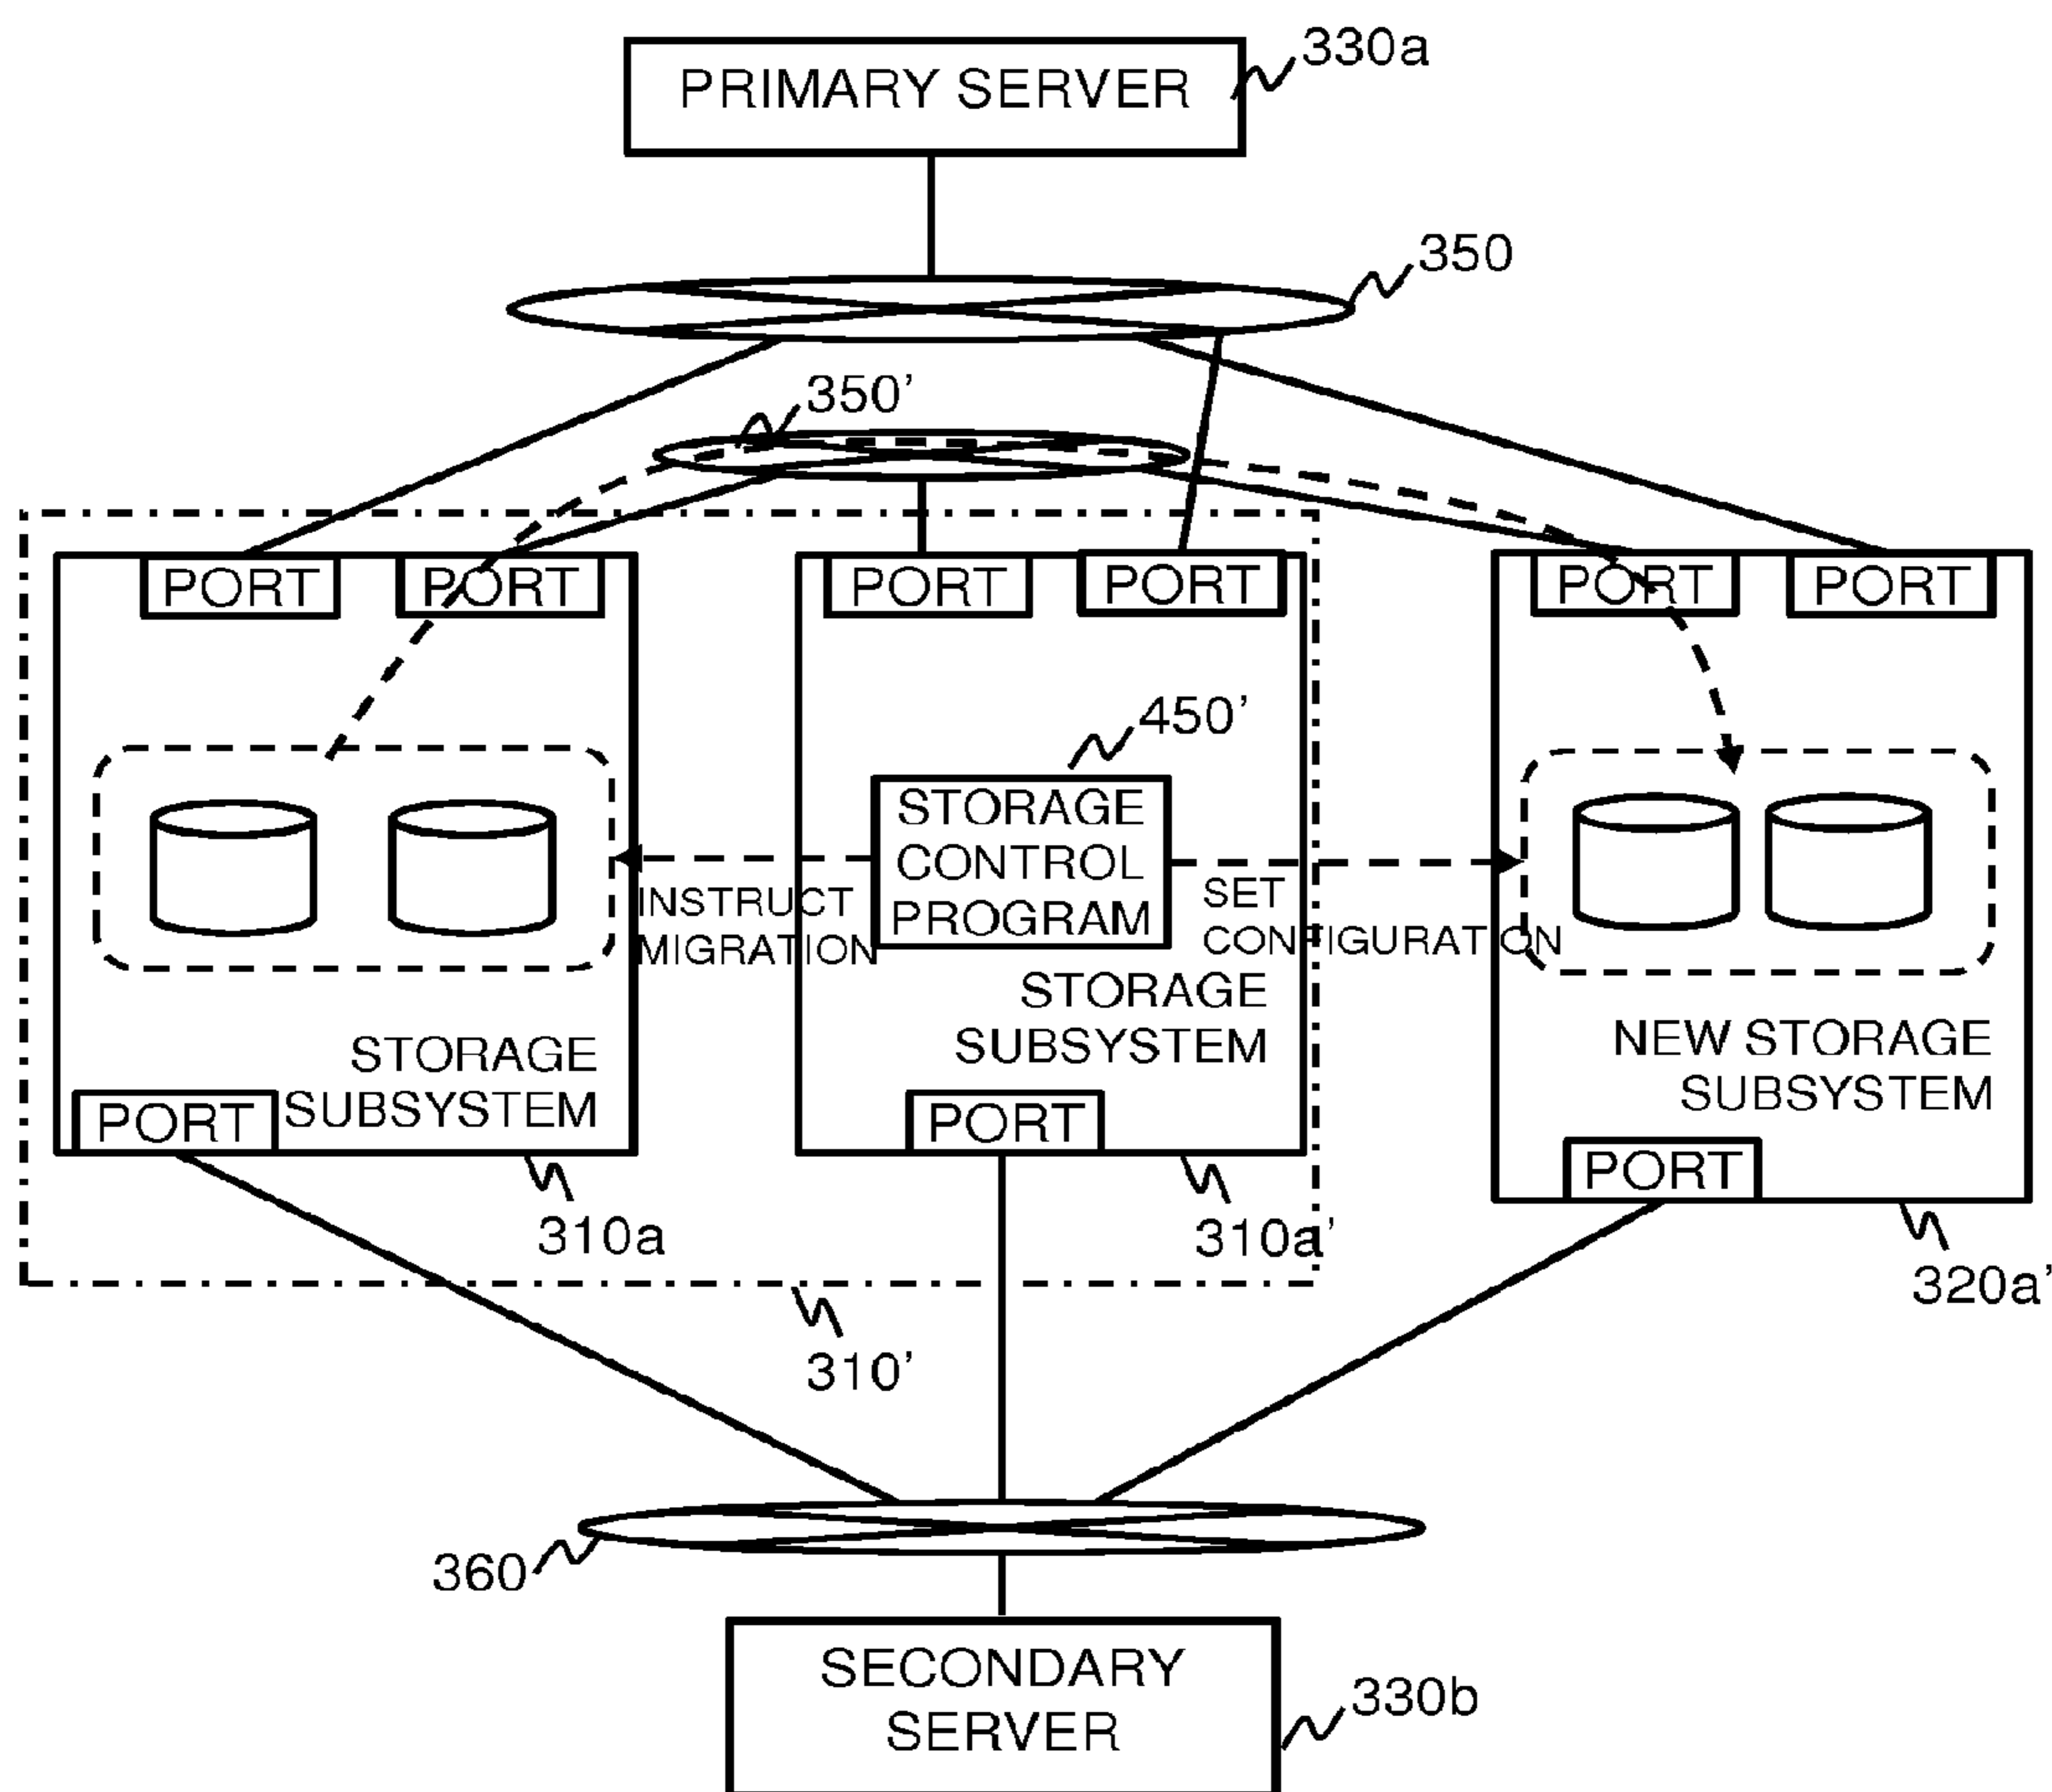 PRIMARY SERVER
330a
350
350'
PORT
PORT
PORT
PORT
PORT
PORT
450'
STORAGE
CONTROL
PROGRAM
INSTRUCT
MIGRATION
SET
CONFIGURATION
STORAGE
SUBSYSTEM
STORAGE
SUBSYSTEM
NEW STORAGE
SUBSYSTEM
PORT
PORT
PORT
310a
310a'
320a'
310'
360
SECONDARY
SERVER
330b